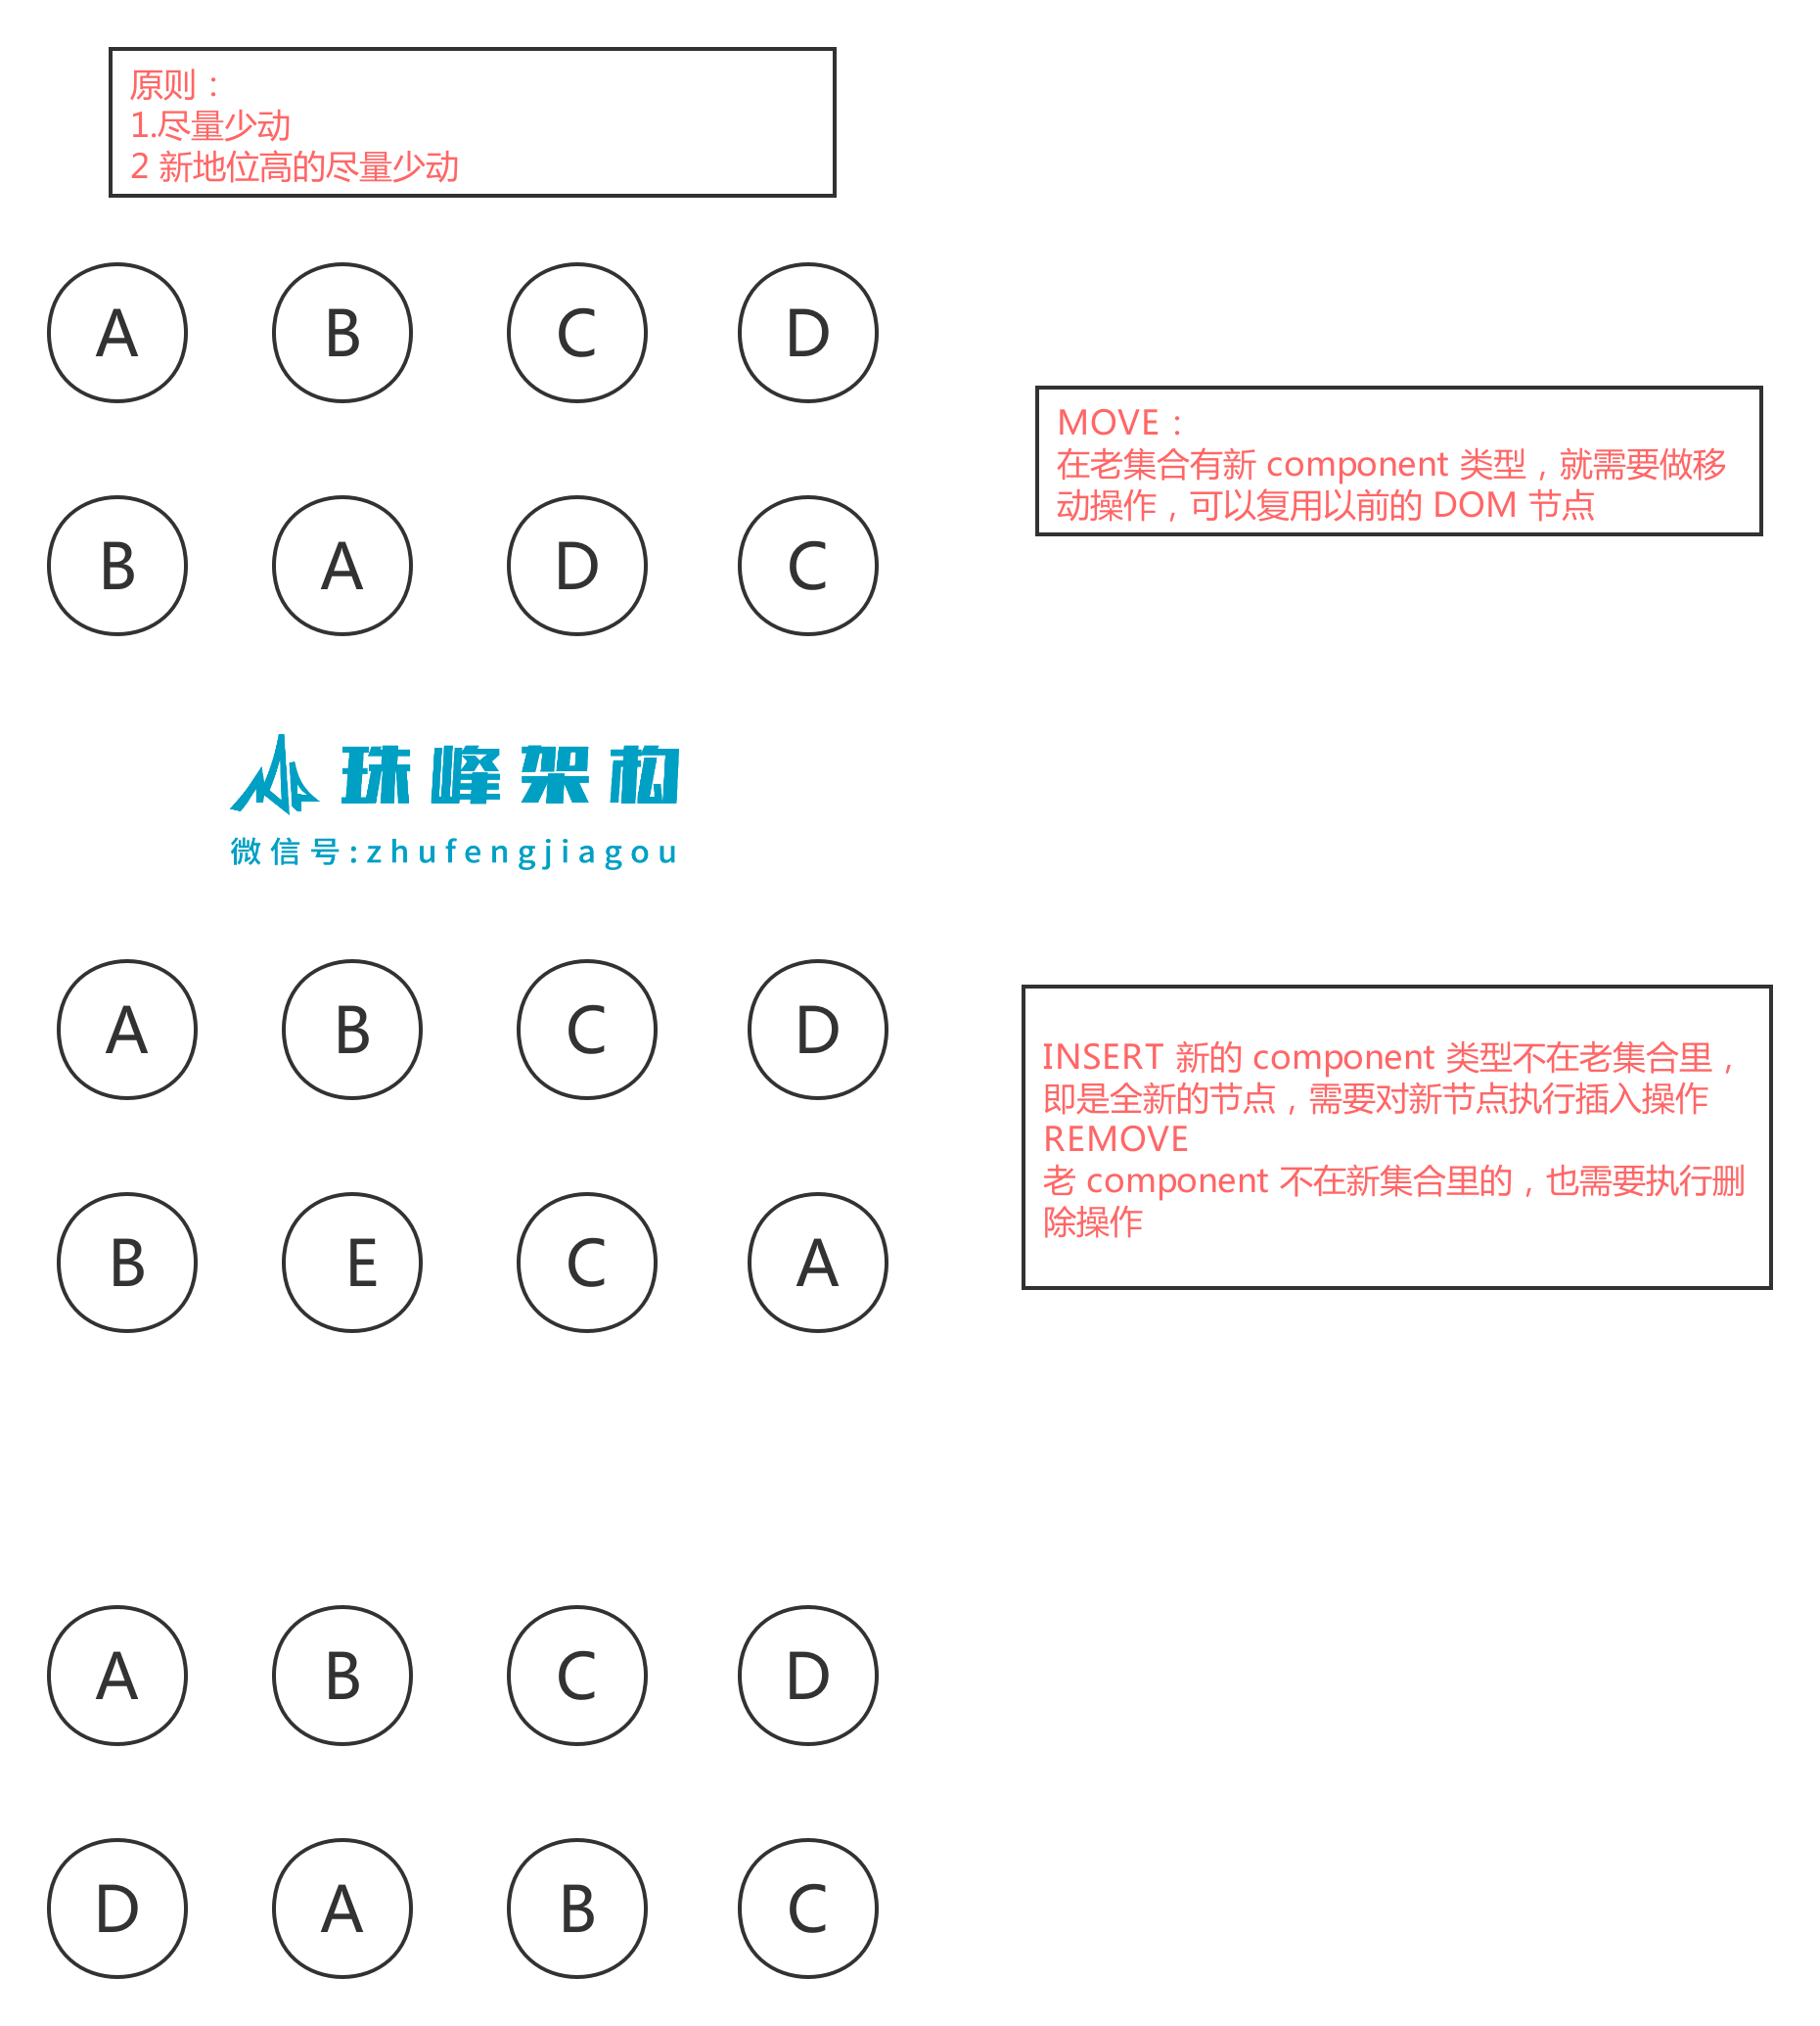 原则：
1.尽量少动
2 新地位高的尽量少动
A B C D
MOVE：
在老集合有新 component 类型，就需要做移
动操作，可以复用以前的 DOM 节点
B A D C
珠峰架构
微信号:zhufengjiagou
A B C D
INSERT 新的 component 类型不在老集合里，
即是全新的节点，需要对新节点执行插入操作
REMOVE
老 component 不在新集合里的，也需要执行删
除操作
B E C A
A B C D
D A B C